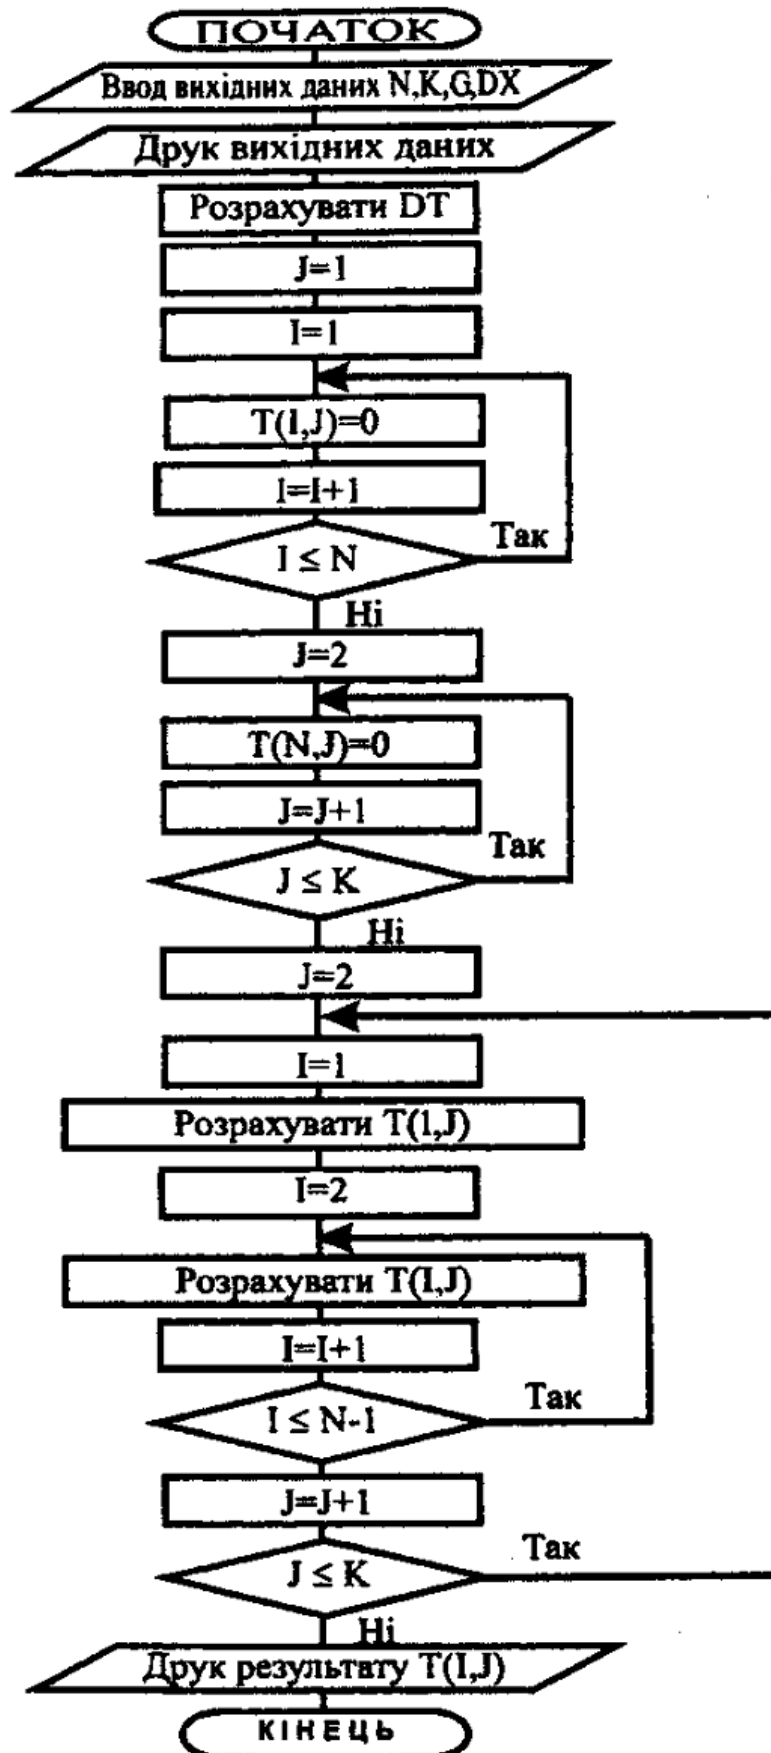 ПОЧАТОК
Ввод вихідних даних N,K,G,DX
Друк вихідних даних
Розрахувати DT
J=1
I=1
T(I,J)=0
I=I+1
I ≤ N
Так
Ні
J=2
T(N,J)=0
J=J+1
J ≤ K
Так
Ні
J=2
I=1
Розрахувати T(1,J)
I=2
Розрахувати T(I,J)
I=I+1
I ≤ N-1
Так
J=J+1
J ≤ K
Так
Ні
Друк результату T(I,J)
КІНЕЦЬ